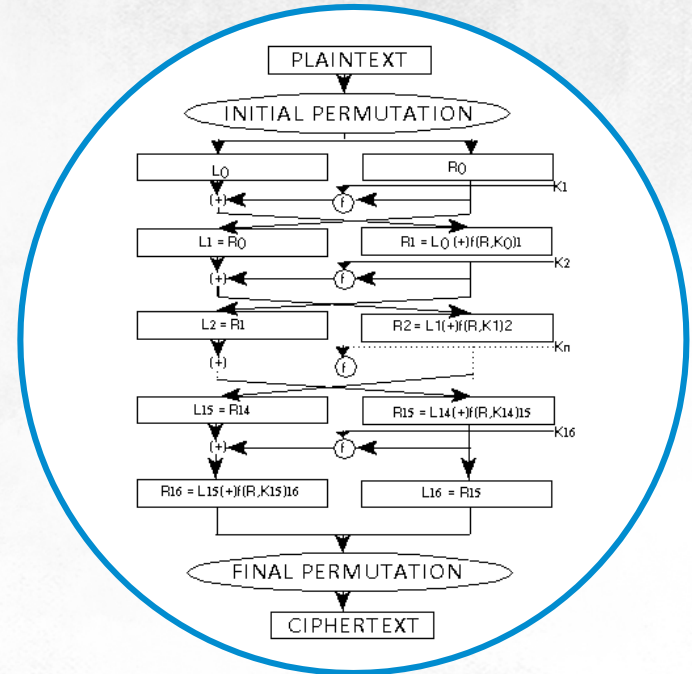 PLAINTEXT
INITIAL PERMUTATION
L0 R0
K1
(+) f
L1 = R0 R1 = L0 (+)f(R,K0)1
K2
(+) f
L2 = R1 R2 = L1(+)f(R,K1)2
Kn
(+) f
L15 = R14 R15 = L14(+)f(R,K14)15
K16
(+) f
R16 = L15(+)f(R,K15)16 L16 = R15
FINAL PERMUTATION
CIPHERTEXT